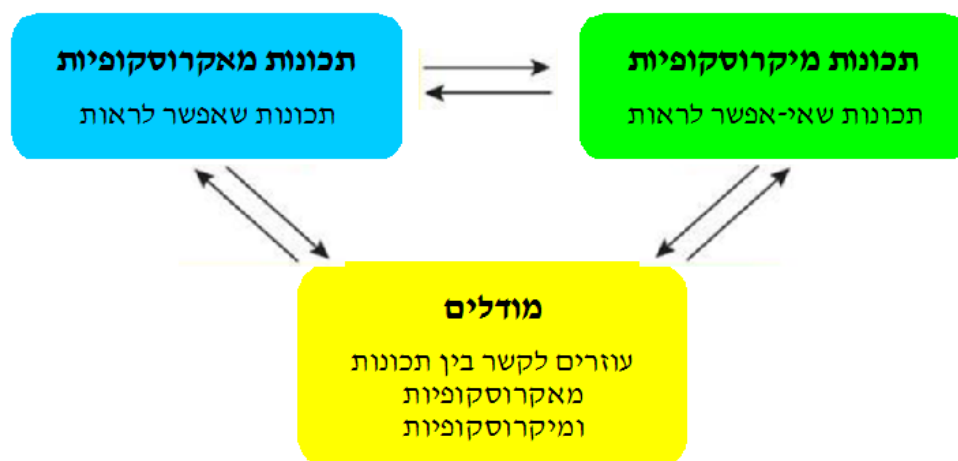 תכונות מיקרוסקופיות
תכונות שאי-אפשר לראות
תכונות מאקרוסקופיות
תכונות שאפשר לראות
מודלים
עוזרים לקשר בין תכונות
מאקרוסקופיות
ומיקרוסקופיות